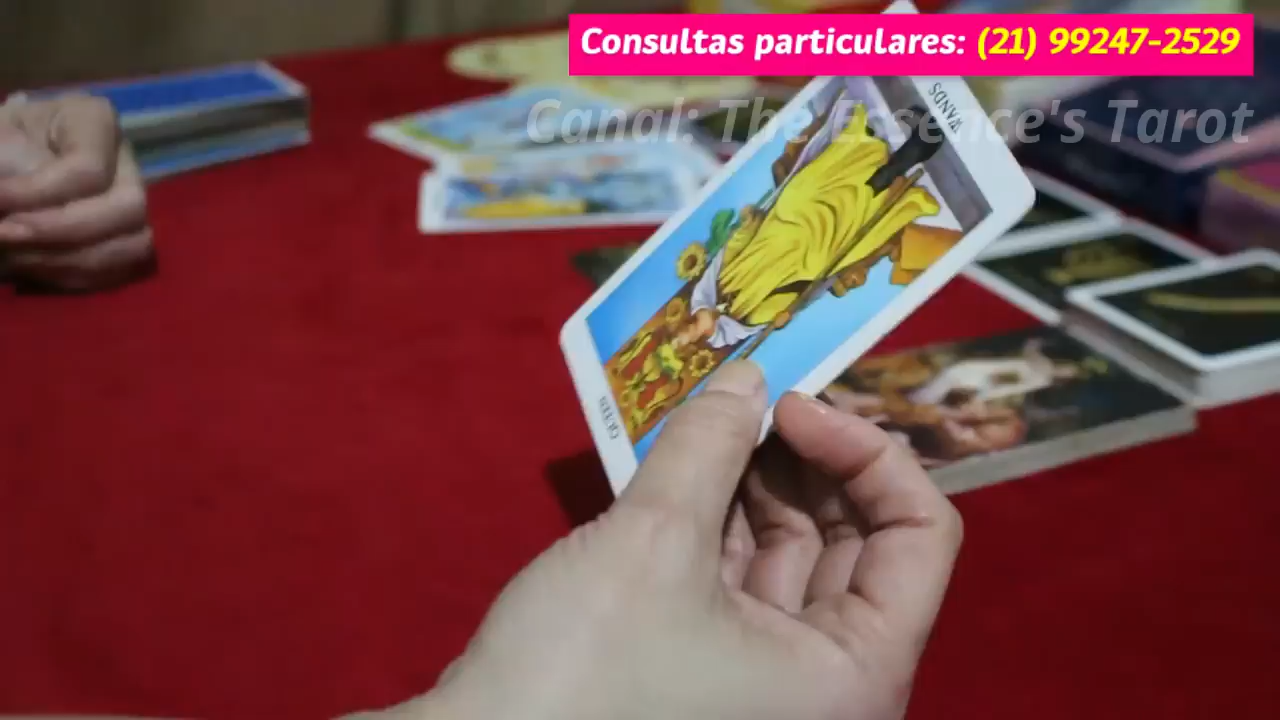 Consultas particulares: (21) 99247-2529
Canal: The Essence's Tarot
WANDS
QUEEN